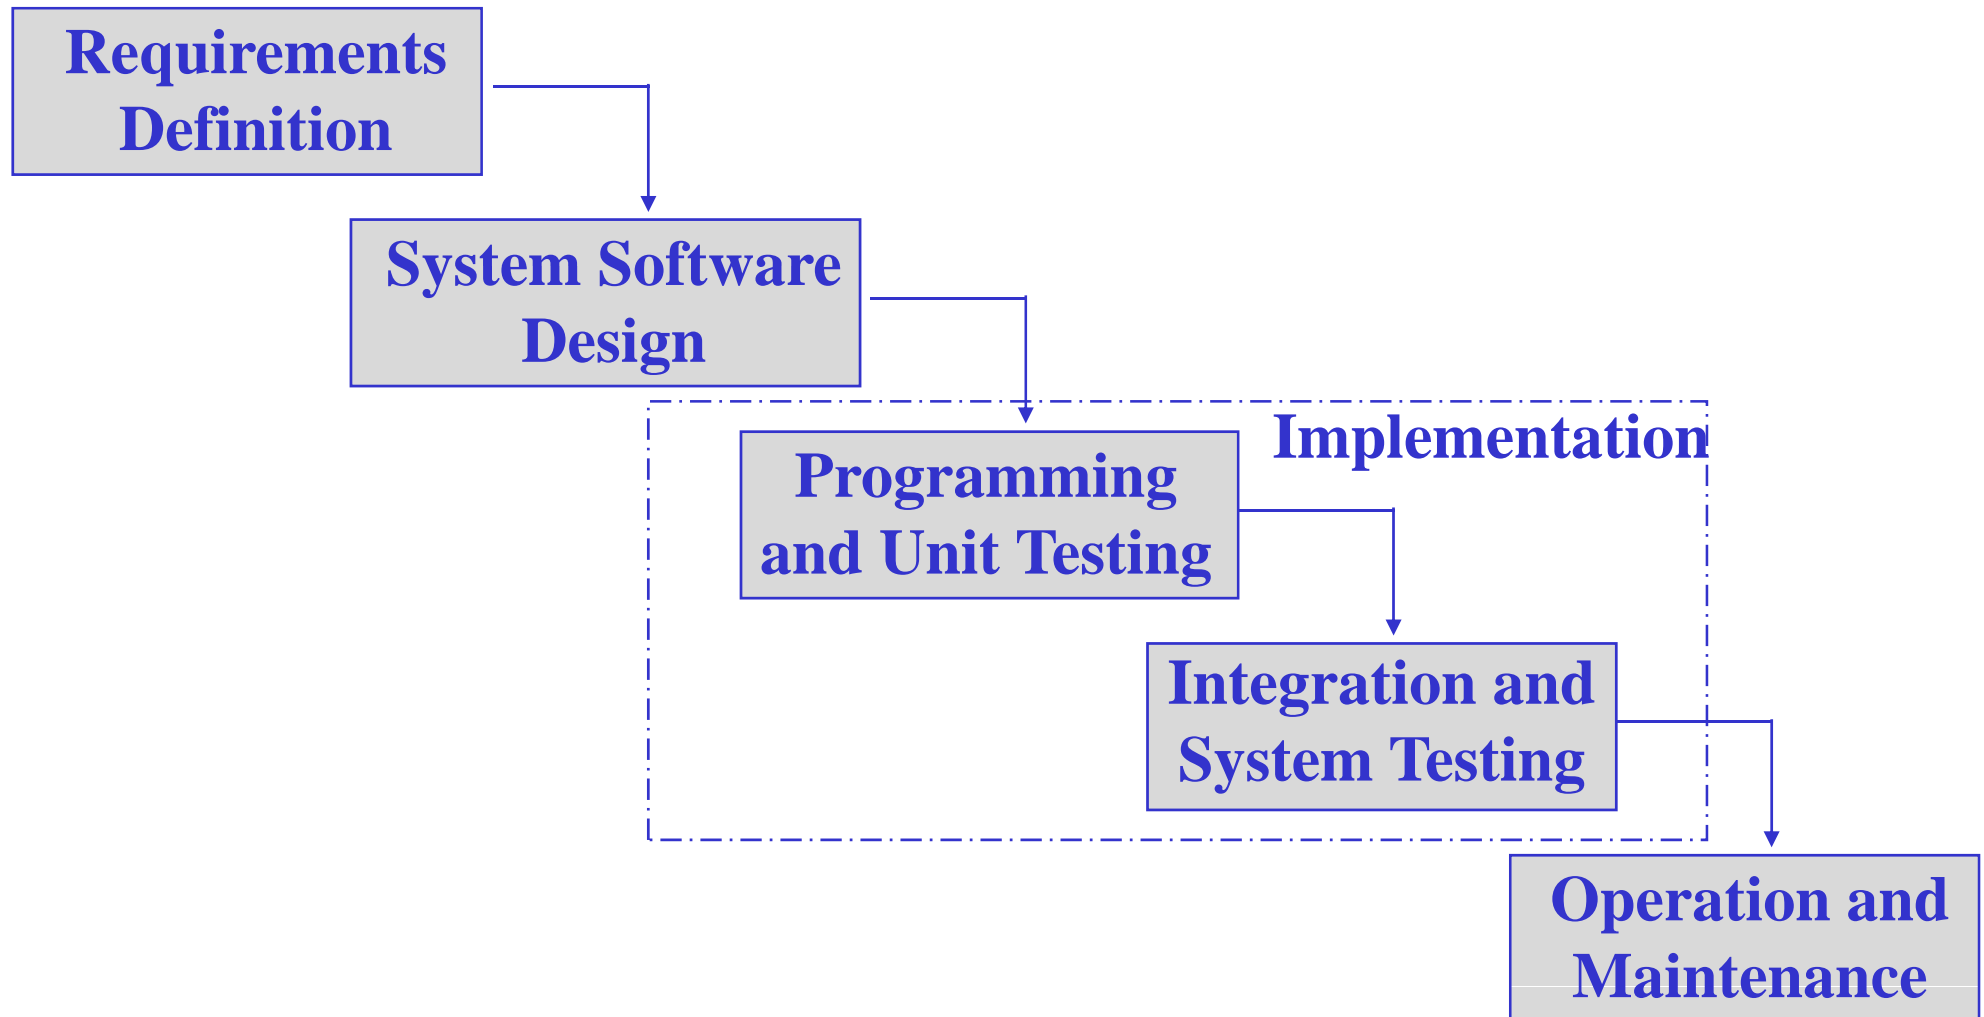 Requirements
Definition
System Software
Design
Implementation
Programming
and Unit Testing
Integration and
System Testing
Operation and
Maintenance